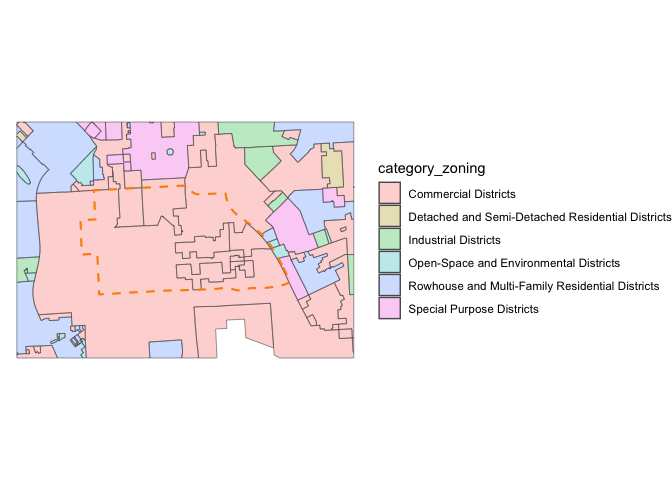 category_zoning
Commercial Districts
Detached and Semi-Detached Residential Districts
Industrial Districts
Open-Space and Environmental Districts
Rowhouse and Multi-Family Residential Districts
Special Purpose Districts